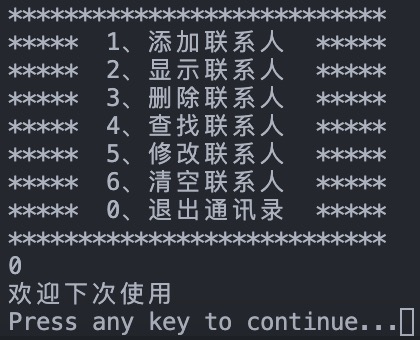 ***************************
*****  1、添加联系人  *****
*****  2、显示联系人  *****
*****  3、删除联系人  *****
*****  4、查找联系人  *****
*****  5、修改联系人  *****
*****  6、清空联系人  *****
*****  0、退出通讯录  *****
***************************
0
欢迎下次使用
Press any key to continue...